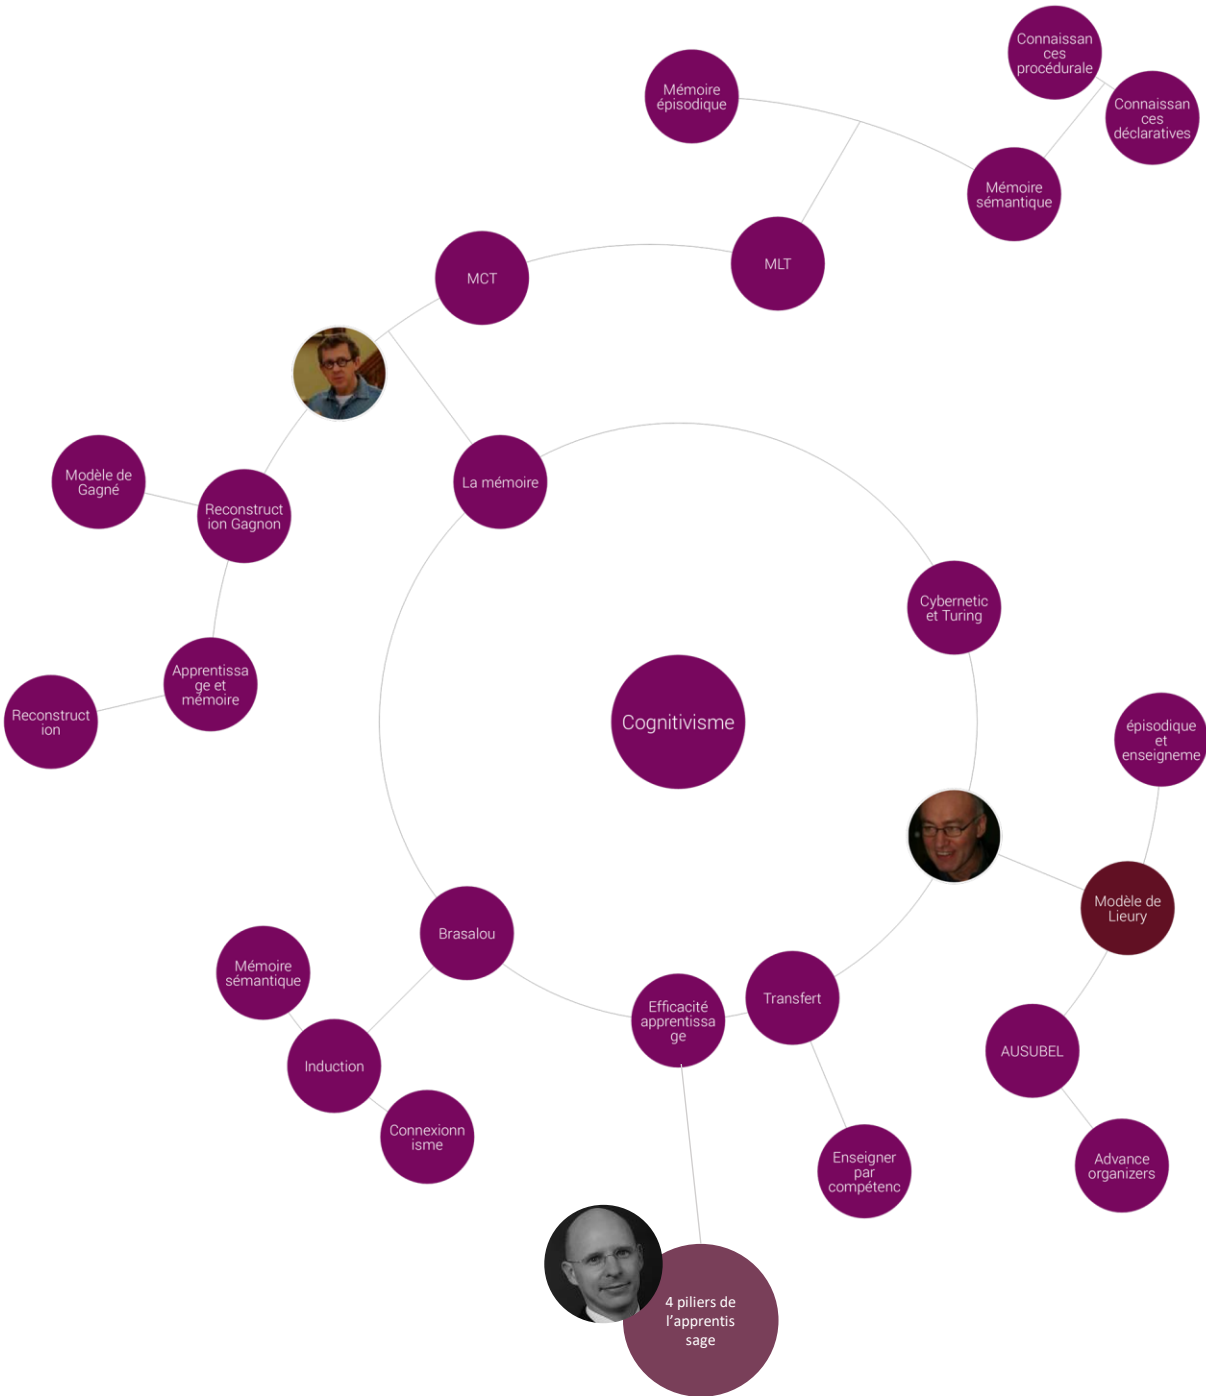 Connaissan
ces
procédurale
Mémoire
épisodique
Connaissan
ces
déclaratives
Mémoire
sémantique
MCT
MLT
Modèle de
Gagné
La mémoire
Reconstruct
ion Gagnon
Cybernetic
et Turing
Apprentissa
ge et
mémoire
Reconstruct
ion
Cognitivisme
épisodique
et
enseigneme
Modèle de
Lieury
Brasalou
Mémoire
sémantique
Efficacité
apprentissa
ge
Transfert
Induction
AUSUBEL
Connexionn
isme
Enseigner
par
compétenc
Advance
organizers
4 piliers de
l’apprentis
sage